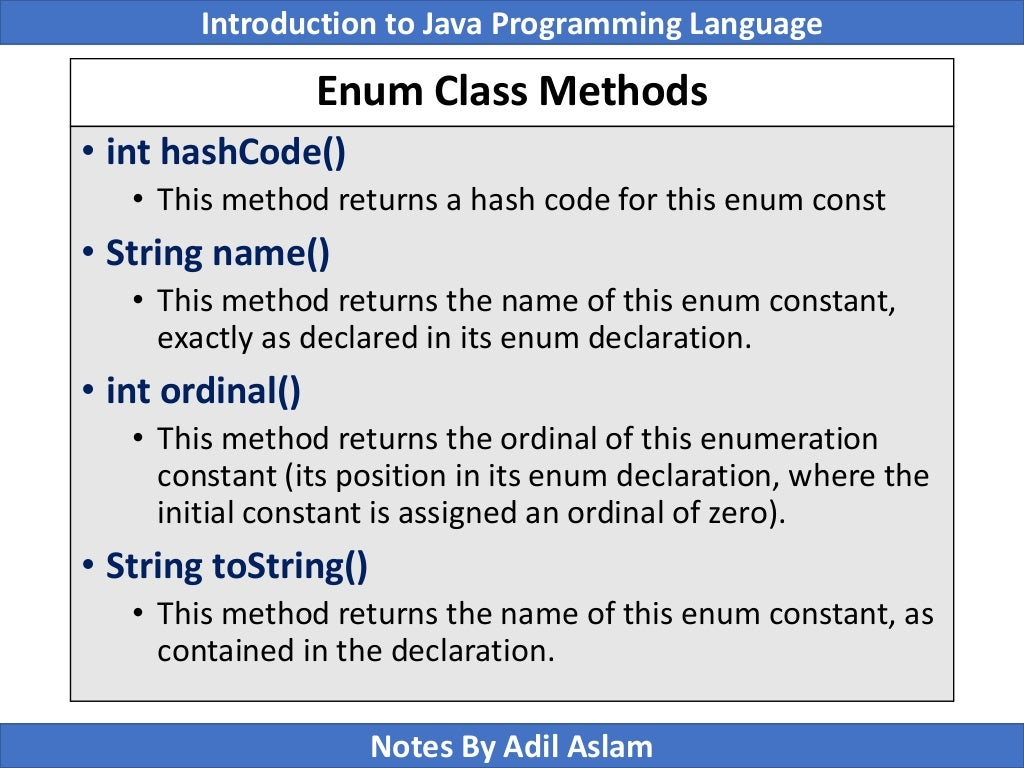 Introduction to Java Programming Language
Enum Class Methods
• int hashCode()
• This method returns a hash code for this enum const
• String name()
• This method returns the name of this enum constant,
exactly as declared in its enum declaration.
• int ordinal()
• This method returns the ordinal of this enumeration
constant (its position in its enum declaration, where the
initial constant is assigned an ordinal of zero).
• String toString()
• This method returns the name of this enum constant, as
contained in the declaration.
Notes By Adil Aslam